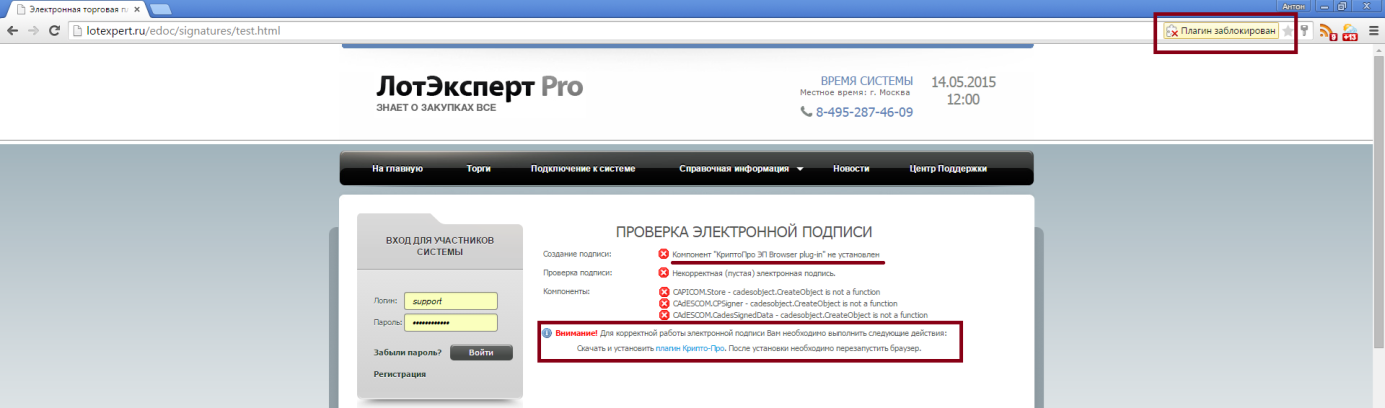 Электронная торговая пл
Антон
lotexpert.ru/edoc/signatures/test.html
Плагин заблокирован
9
+13
ЛотЭксперт Pro
ЗНАЕТ О ЗАКУПКАХ ВСЕ
ВРЕМЯ СИСТЕМЫ
Местное время: г. Москва
8-495-287-46-09
14.05.2015
12:00
На главную Торги Подключение к системе Справочная информация Новости Центр Поддержки
ВХОД ДЛЯ УЧАСТНИКОВ
СИСТЕМЫ
Логин: support
Пароль: ••••••••••••
Забыли пароль? Войти
Регистрация
ПРОВЕРКА ЭЛЕКТРОННОЙ ПОДПИСИ
Создание подписи: Компонент "КриптоПро ЭП Browser plug-in" не установлен
Проверка подписи: Некорректная (пустая) электронная подпись.
Компоненты: CAPICOM.Store - cadesobject.CreateObject is not a function
CAdESCOM.CPSigner - cadesobject.CreateObject is not a function
CAdESCOM.CadesSignedData - cadesobject.CreateObject is not a function
Внимание! Для корректной работы электронной подписи Вам необходимо выполнить следующие действия:
Скачать и установить плагин Крипто-Про. После установки необходимо перезапустить браузер.